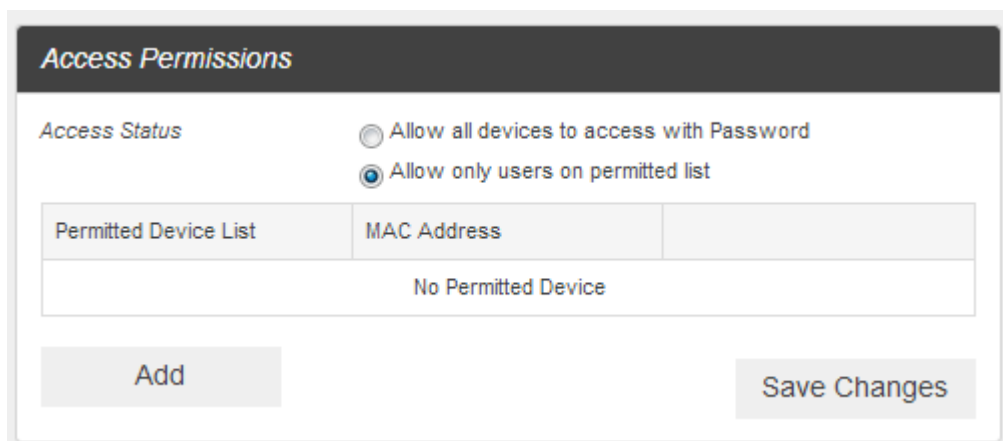 Access Permissions
Access Status
Allow all devices to access with Password
Allow only users on permitted list
Permitted Device List MAC Address
No Permitted Device
Add
Save Changes